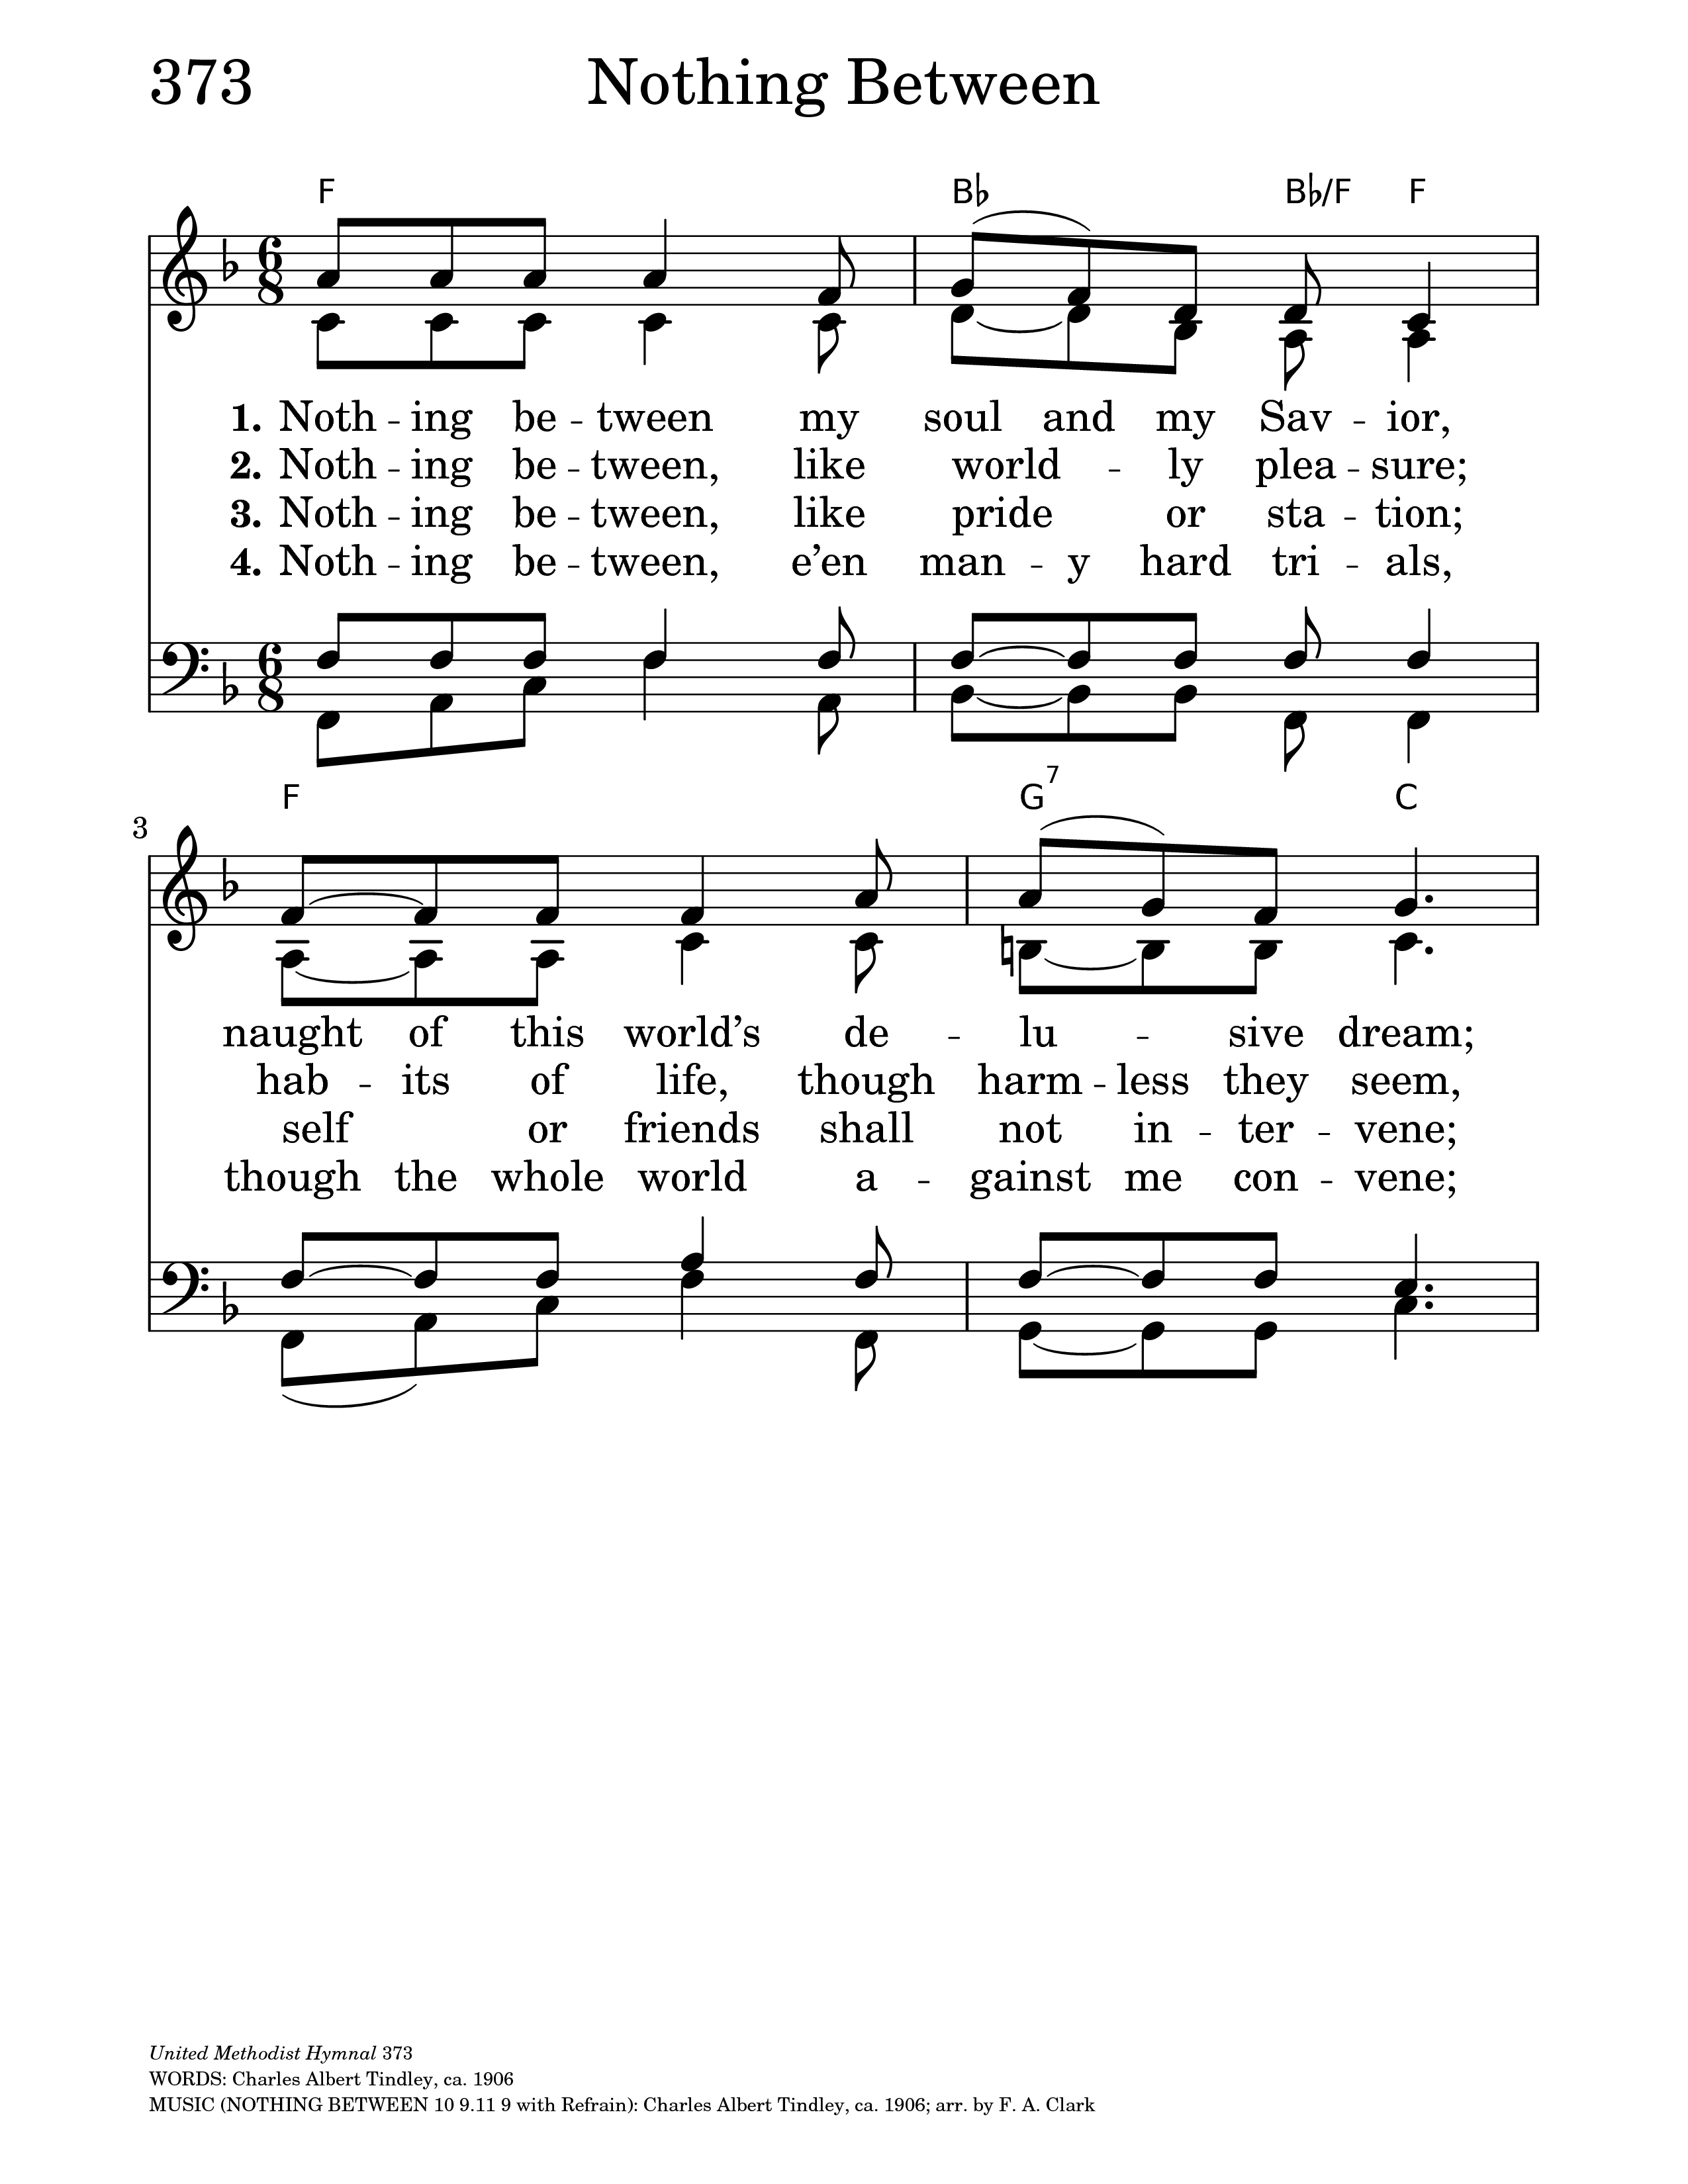 373 Nothing Between
F B♭ B♭/F F
1. Noth - ing be - tween my soul and my Sav - ior,
2. Noth - ing be - tween, like world - ly plea - sure;
3. Noth - ing be - tween, like pride or sta - tion;
4. Noth - ing be - tween, e’en man - y hard tri - als,
F G7 C
3
naught of this world’s de - lu - sive dream;
hab - its of life, though harm - less they seem,
self or friends shall not in - ter - vene;
though the whole world a - gainst me con - vene;
United Methodist Hymnal 373
WORDS: Charles Albert Tindley, ca. 1906
MUSIC (NOTHING BETWEEN 10 9.11 9 with Refrain): Charles Albert Tindley, ca. 1906; arr. by F. A. Clark